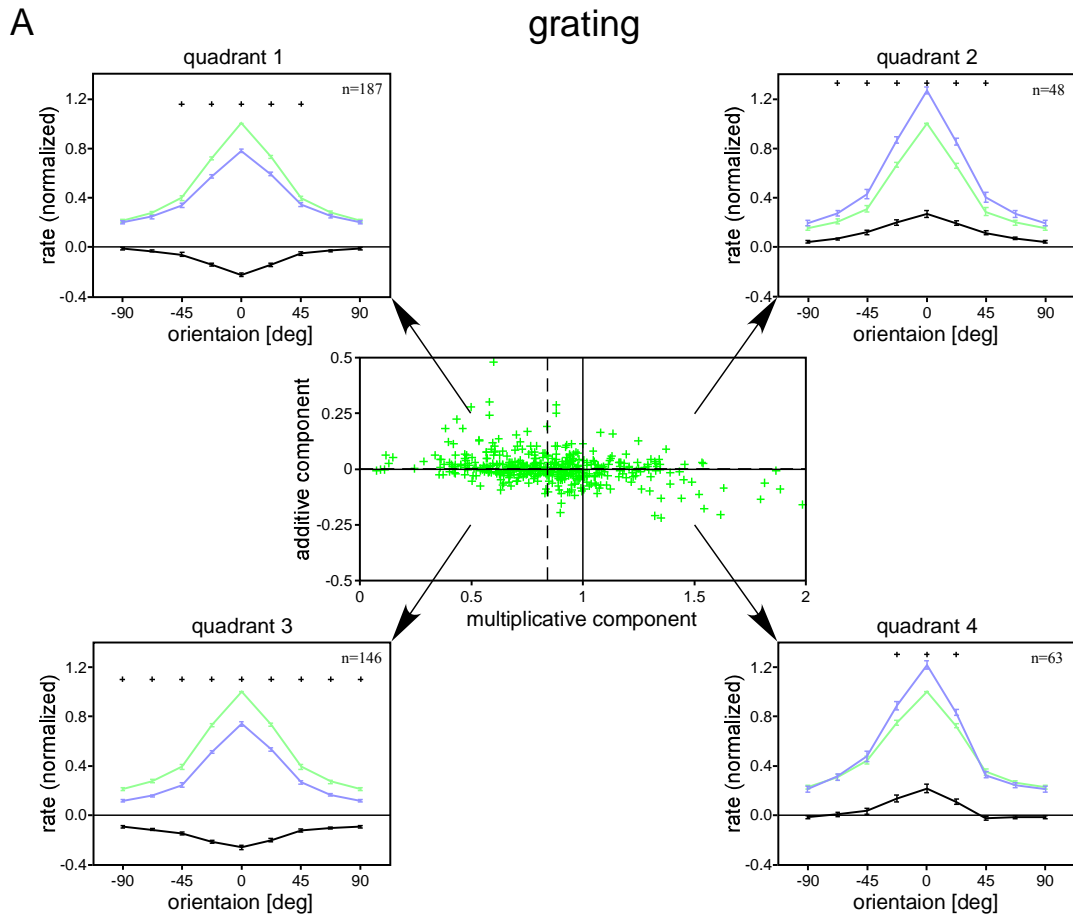 A
grating
quadrant 1
n=187
rate (normalized)
1.2
0.8
0.4
0.0
-0.4
-90 -45 0 45 90
orientaion [deg]
quadrant 2
n=48
rate (normalized)
1.2
0.8
0.4
0.0
-0.4
-90 -45 0 45 90
orientaion [deg]
additive component
0.5
0.25
0
-0.25
-0.5
0 0.5 1 1.5 2
multiplicative component
quadrant 3
n=146
rate (normalized)
1.2
0.8
0.4
0.0
-0.4
-90 -45 0 45 90
orientaion [deg]
quadrant 4
n=63
rate (normalized)
1.2
0.8
0.4
0.0
-0.4
-90 -45 0 45 90
orientaion [deg]